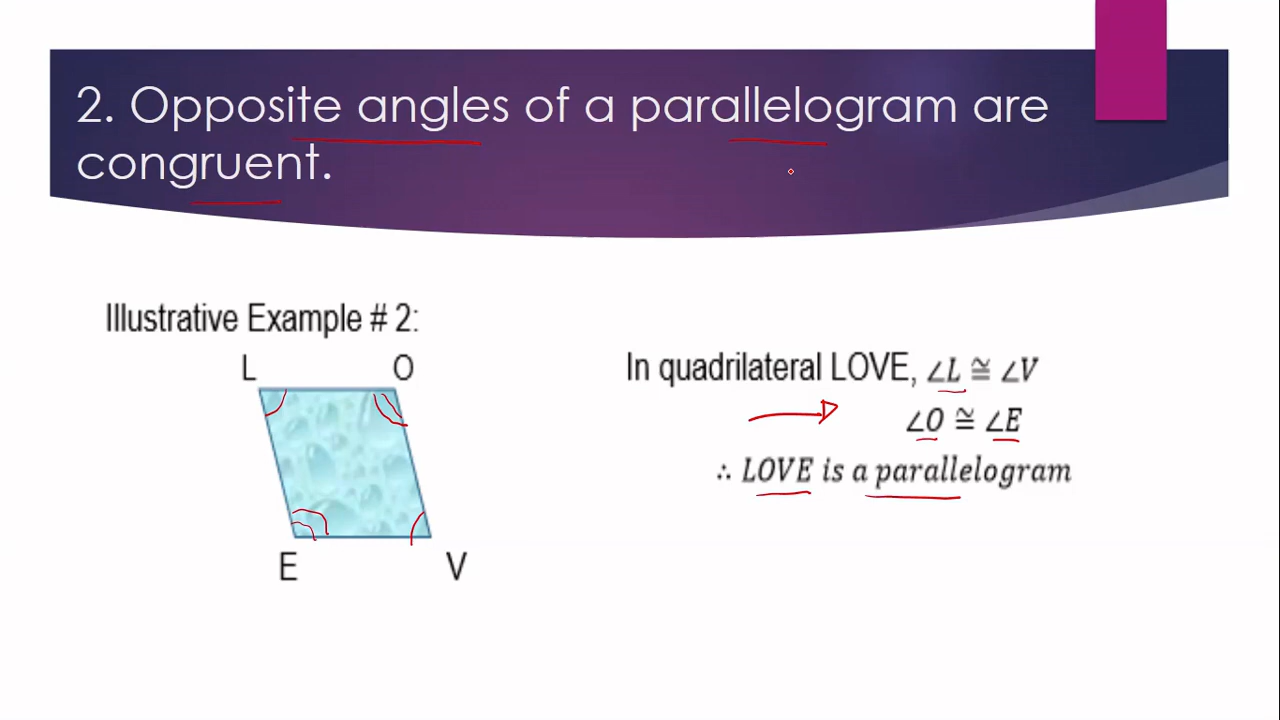 2. Opposite angles of a parallelogram are
congruent.
Illustrative Example # 2:
L O
E V
In quadrilateral LOVE, ∠L ≅ ∠V
∠O ≅ ∠E
∴ LOVE is a parallelogram